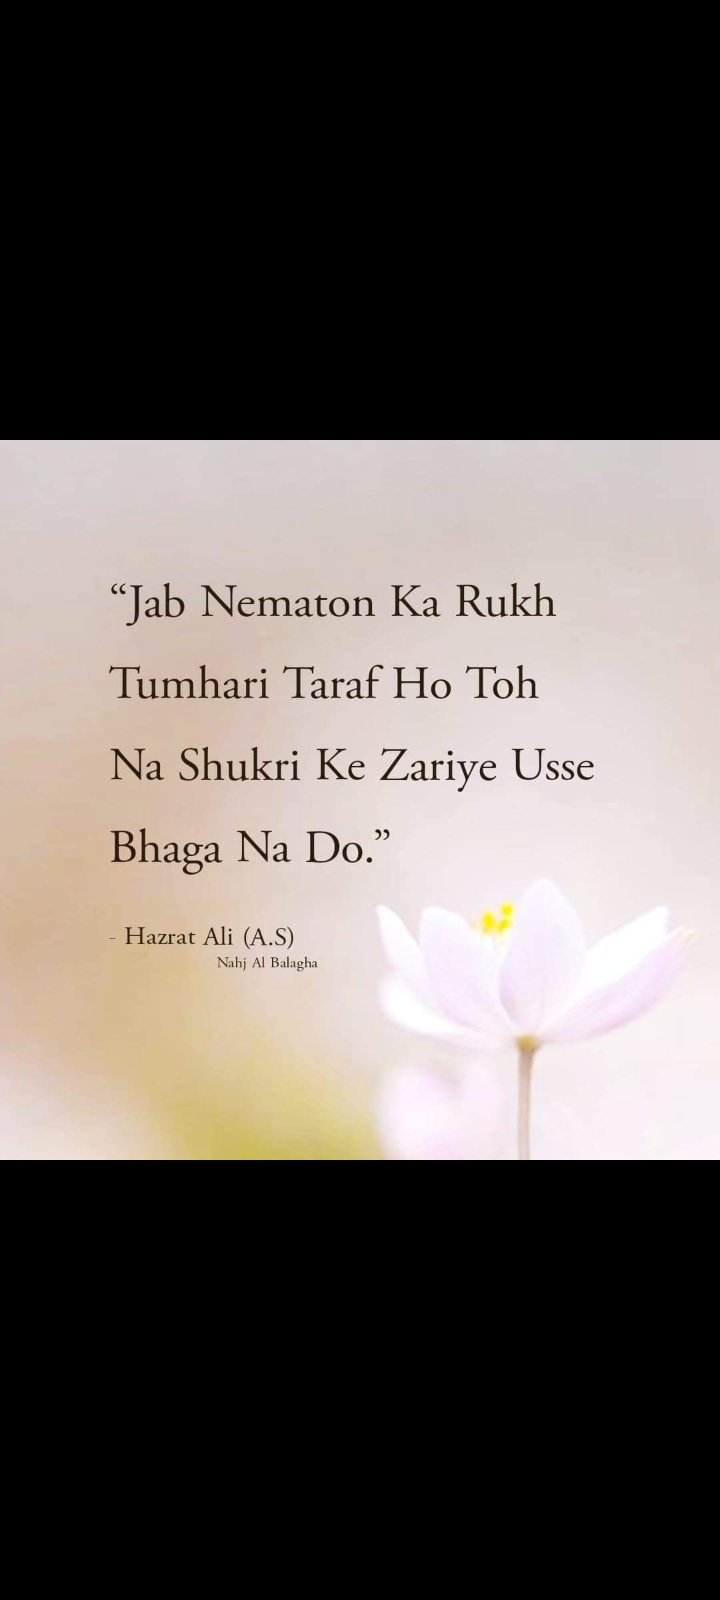 “Jab Nematon Ka Rukh
Tumhari Taraf Ho Toh
Na Shukri Ke Zariye Usse
Bhaga Na Do.”
- Hazrat Ali (A.S)
Nahj Al Balagha